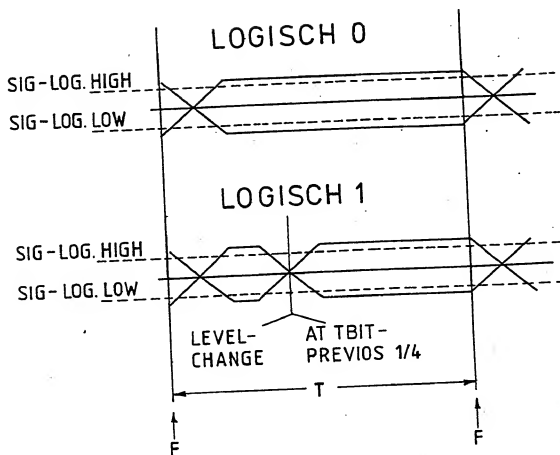 LOGISCH 0
SIG-LOG. HIGH
SIG-LOG. LOW
LOGISCH 1
SIG-LOG. HIGH
SIG-LOG. LOW
LEVEL- AT TBIT-
CHANGE PREVIOS 1/4
T
F F